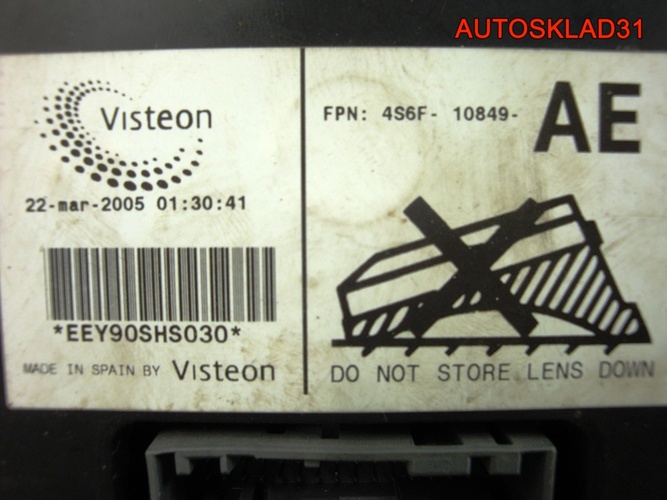 AUTOSKLAD31
Visteon
22-mar-2005 01:30:41
*EEY90SHS030*
MADE IN SPAIN BY Visteon
FPN: 4S6F- 10849- AE
DO NOT STORE LENS DOWN